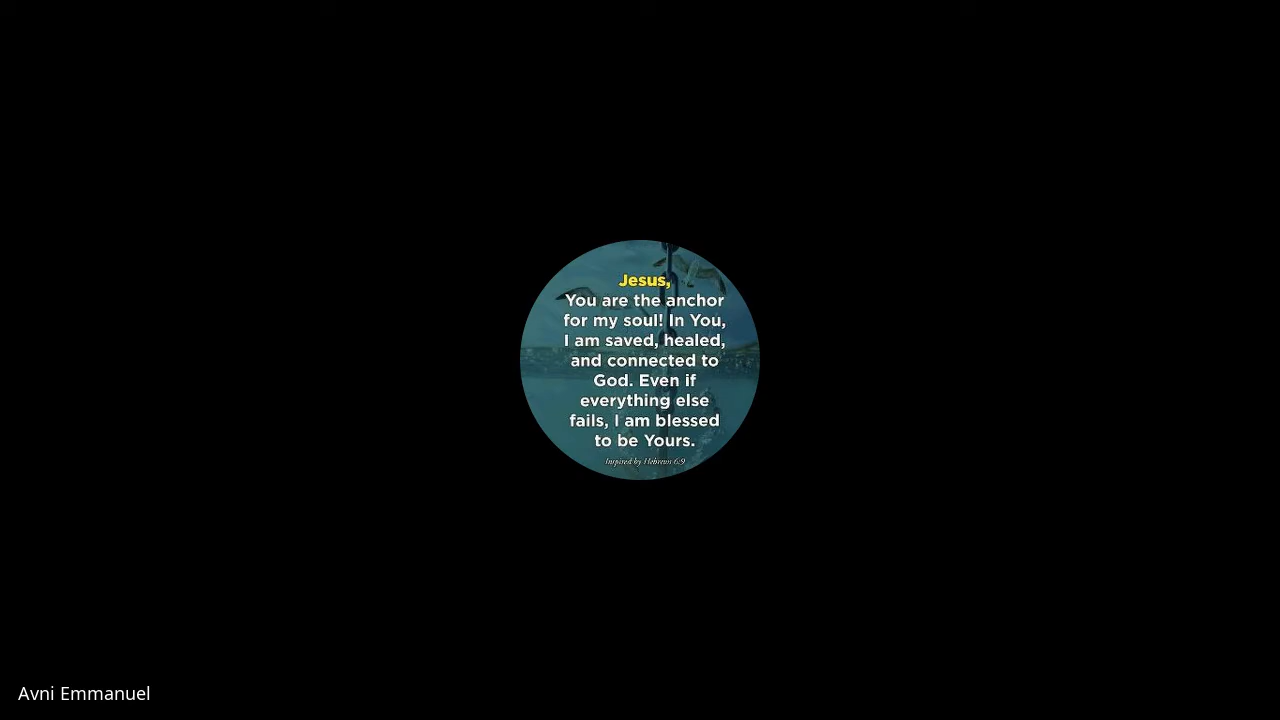 Jesus,
You are the anchor
for my soul! In You,
I am saved, healed,
and connected to
God. Even if
everything else
fails, I am blessed
to be Yours.
Inspired by Hebrews 6:9
Avni Emmanuel